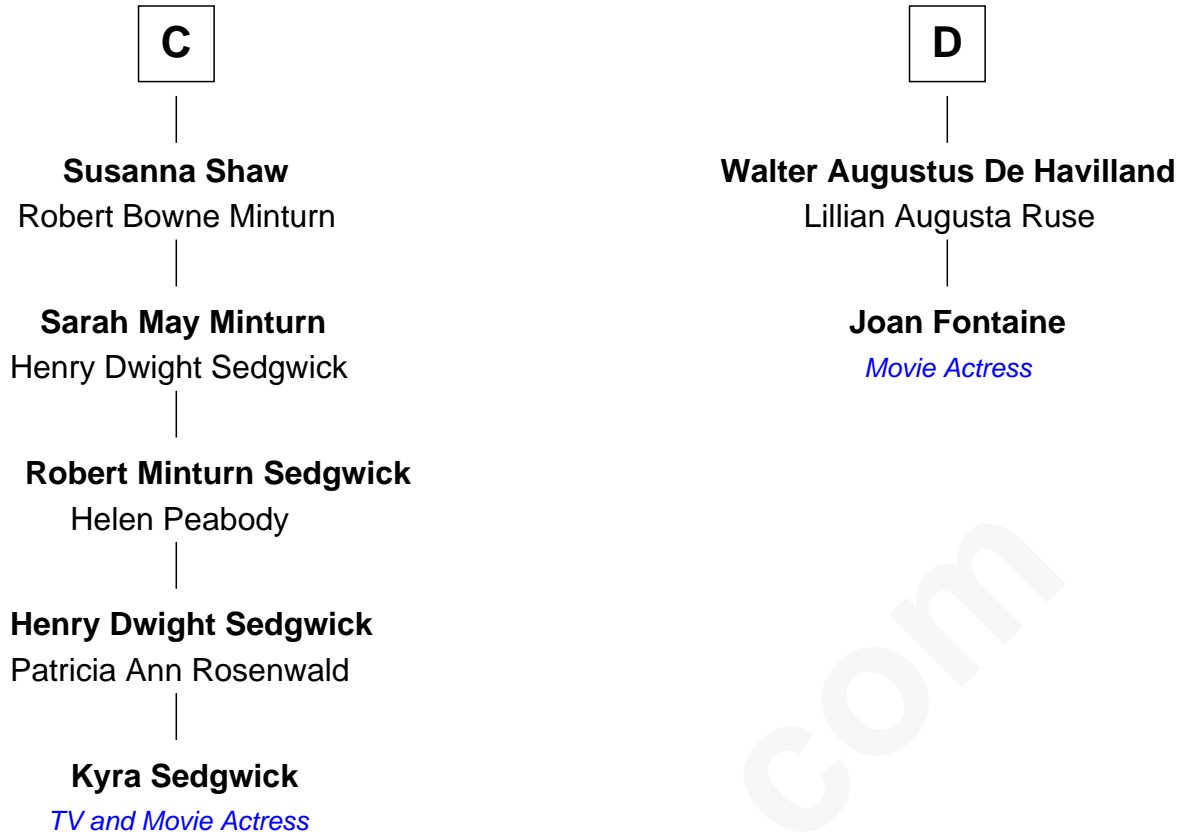 C
Susanna Shaw
Robert Bowne Minturn
Sarah May Minturn
Henry Dwight Sedgwick
Robert Minturn Sedgwick
Helen Peabody
Henry Dwight Sedgwick
Patricia Ann Rosenwald
Kyra Sedgwick
TV and Movie Actress
D
Walter Augustus De Havilland
Lillian Augusta Ruse
Joan Fontaine
Movie Actress
com